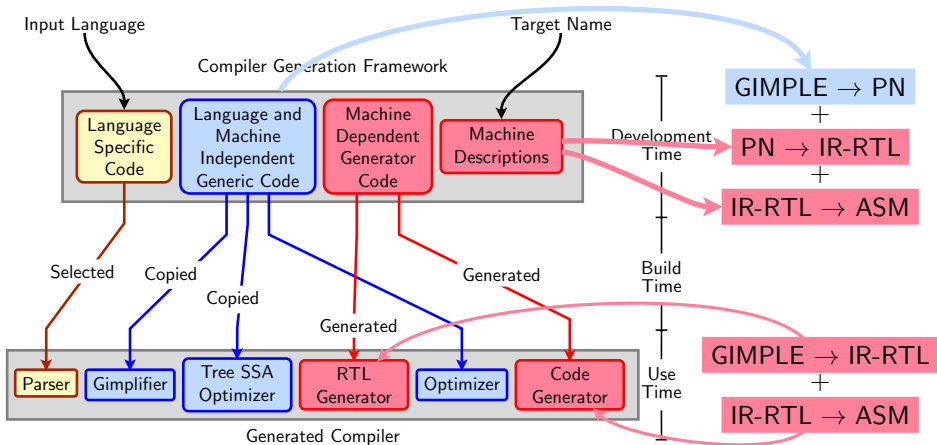 Input Language
Target Name
Compiler Generation Framework
Language
Specific
Code
Language and
Machine
Independent
Generic Code
Machine
Dependent
Generator
Code
Machine
Descriptions
Development
Time
GIMPLE → PN
+
PN → IR-RTL
+
IR-RTL → ASM
Selected
Copied
Copied
Generated
Generated
Build
Time
Parser
Gimplifier
Tree SSA
Optimizer
RTL
Generator
Optimizer
Code
Generator
Use
Time
GIMPLE → IR-RTL
+
IR-RTL → ASM
Generated Compiler